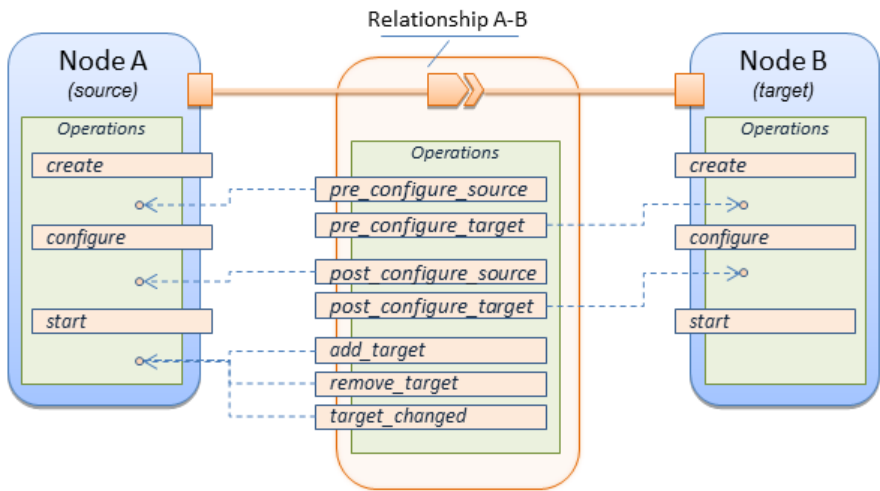 Relationship A-B
Node A
(source)
Operations
create
configure
start
Operations
pre_configure_source
pre_configure_target
post_configure_source
post_configure_target
add_target
remove_target
target_changed
Node B
(target)
Operations
create
configure
start